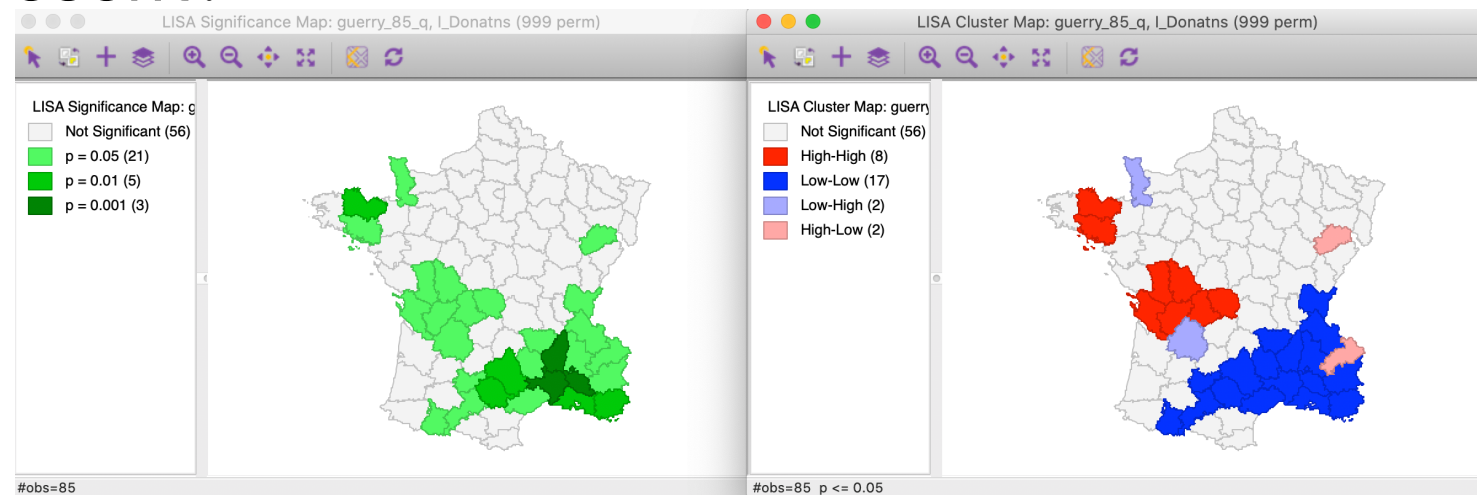 LISA Significance Map: guerry_85_q, I_Donatns (999 perm)
LISA Significance Map: g
Not Significant (56)
p = 0.05 (21)
p = 0.01 (5)
p = 0.001 (3)
#obs=85
LISA Cluster Map: guerry_85_q, I_Donatns (999 perm)
LISA Cluster Map: guerry
Not Significant (56)
High-High (8)
Low-Low (17)
Low-High (2)
High-Low (2)
#obs=85 p <= 0.05